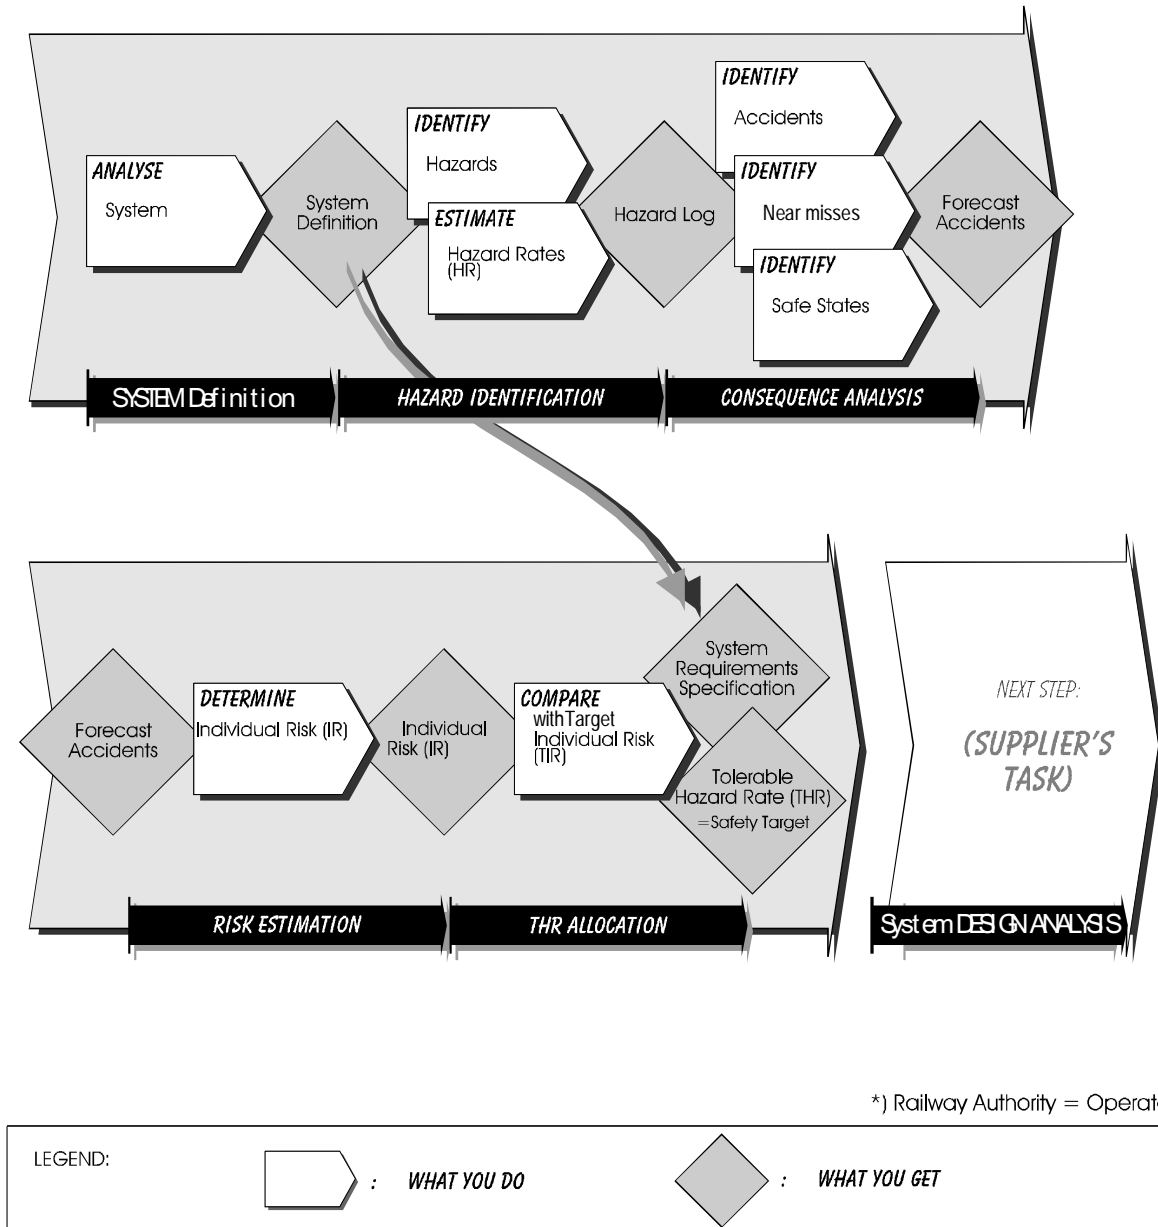 ANALYSE
System
System
Definition
IDENTIFY
Hazards
ESTIMATE
Hazard Rates
(HR)
Hazard Log
IDENTIFY
Accidents
IDENTIFY
Near misses
IDENTIFY
Safe States
Forecast
Accidents
SYSTEM Definition
HAZARD IDENTIFICATION
CONSEQUENCE ANALYSIS
Forecast
Accidents
DETERMINE
Individual Risk (IR)
Individual
Risk (IR)
COMPARE
with Target
Individual Risk
(TIR)
System
Requirements
Specification
Tolerable
Hazard Rate (THR)
=Safety Target
NEXT STEP:
(SUPPLIER'S
TASK)
RISK ESTIMATION
THR ALLOCATION
System DESIGN ANALYSIS
*) Railway Authority = Operat
LEGEND:
: WHAT YOU DO
: WHAT YOU GET